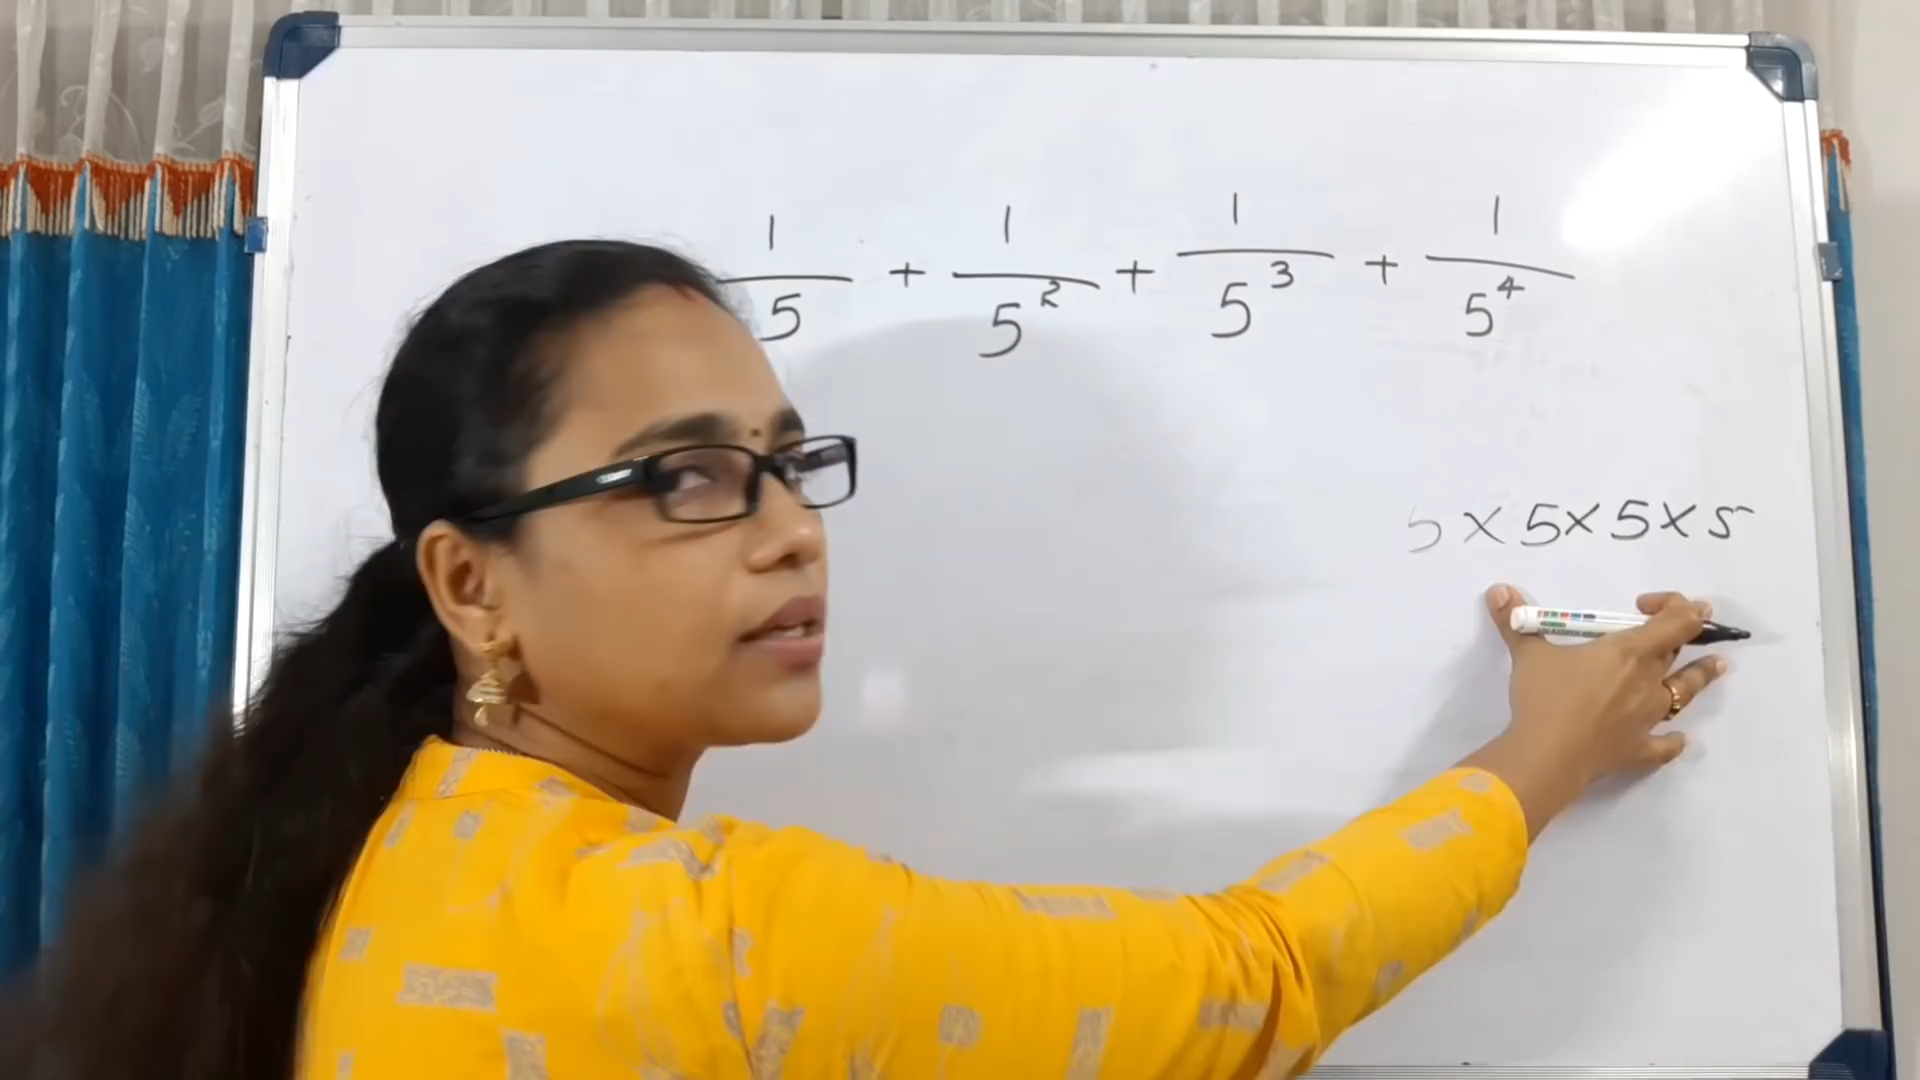 1/5 + 1/5² + 1/5³ + 1/5⁴
5 × 5 × 5 × 5